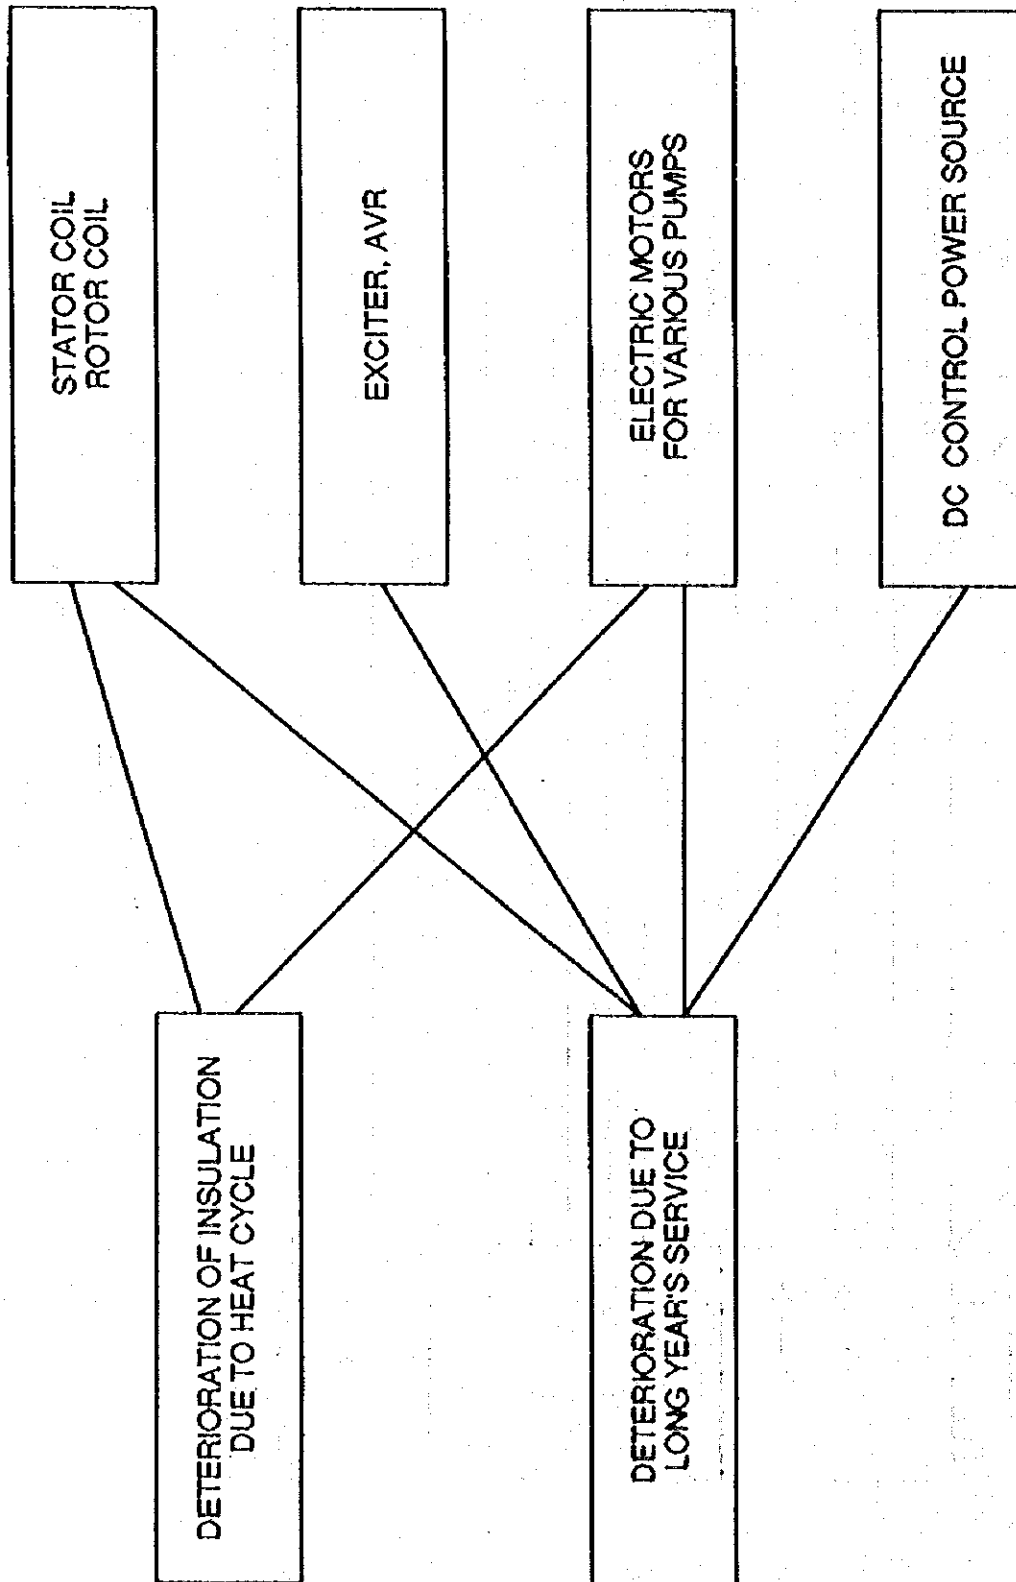 DETERIORATION OF INSULATION
DUE TO HEAT CYCLE
DETERIORATION DUE TO
LONG YEAR'S SERVICE
STATOR COIL
ROTOR COIL
EXCITER, AVR
ELECTRIC MOTORS
FOR VARIOUS PUMPS
DC CONTROL POWER SOURCE